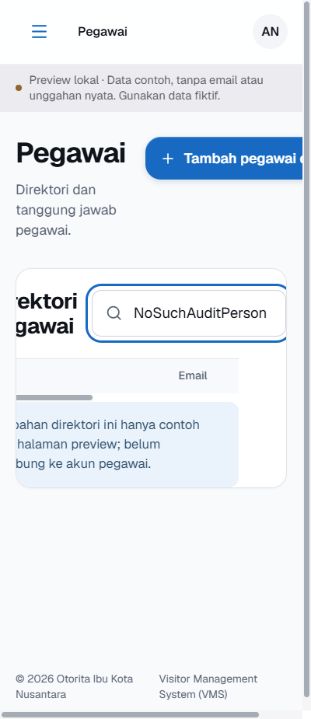 Pegawai
AN
Preview lokal · Data contoh, tanpa email atau
unggahan nyata. Gunakan data fiktif.
Pegawai
+ Tambah pegawai
Direktori dan
tanggung jawab
pegawai.
rektori
gawai
NoSuchAuditPerson
Email
bahan direktori ini hanya contoh
halaman preview; belum
bung ke akun pegawai.
© 2026 Otorita Ibu Kota
Nusantara
Visitor Management
System (VMS)